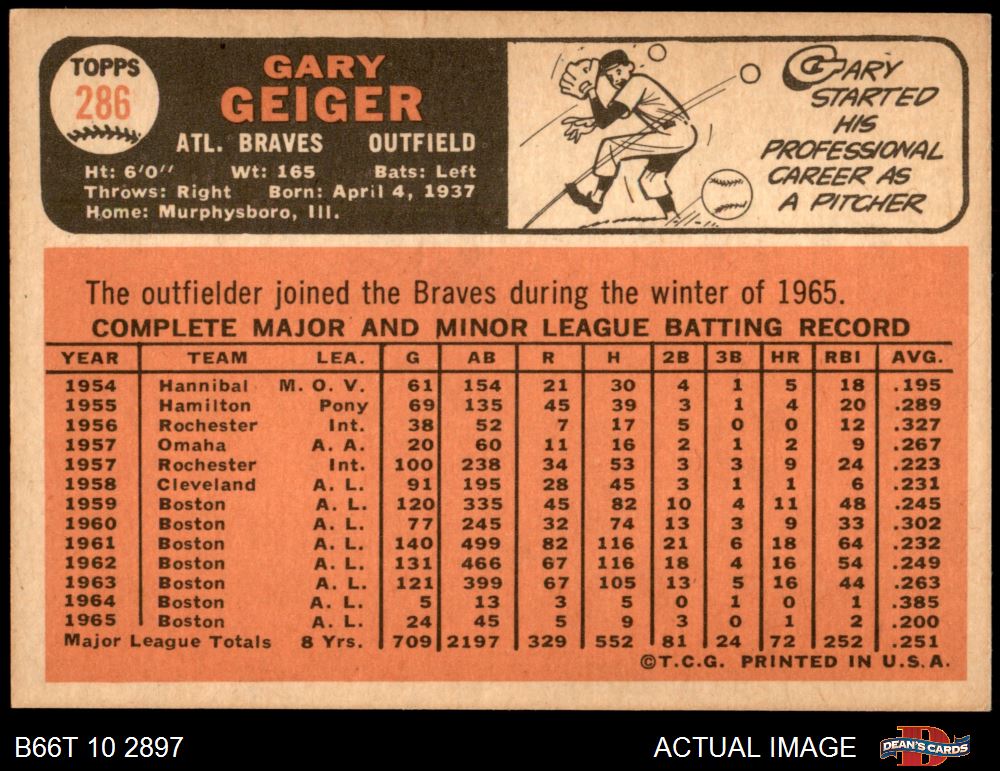 TOPPS
286
GARY
GEIGER
ATL. BRAVES OUTFIELD
Ht: 6'0" Wt: 165 Bats: Left
Throws: Right Born: April 4, 1937
Home: Murphysboro, Ill.
GARY
STARTED
HIS
PROFESSIONAL
CAREER AS
A PITCHER
The outfielder joined the Braves during the winter of 1965.
COMPLETE MAJOR AND MINOR LEAGUE BATTING RECORD
YEAR TEAM LEA. G AB R H 2B 3B HR RBI AVG.
1954 Hannibal M. O. V. 61 154 21 30 4 1 5 18 .195
1955 Hamilton Pony 69 135 45 39 3 1 4 20 .289
1956 Rochester Int. 38 52 7 17 5 0 0 12 .327
1957 Omaha A. A. 20 60 11 16 2 1 2 9 .267
1957 Rochester Int. 100 238 34 53 3 3 9 24 .223
1958 Cleveland A. L. 91 195 28 45 3 1 1 6 .231
1959 Boston A. L. 120 335 45 82 10 4 11 48 .245
1960 Boston A. L. 77 245 32 74 13 3 9 33 .302
1961 Boston A. L. 140 499 82 116 21 6 18 64 .232
1962 Boston A. L. 131 466 67 116 18 4 16 54 .249
1963 Boston A. L. 121 399 67 105 13 5 16 44 .263
1964 Boston A. L. 5 13 3 5 0 1 0 1 .385
1965 Boston A. L. 24 45 5 9 3 0 1 2 .200
Major League Totals 8 Yrs. 709 2197 329 552 81 24 72 252 .251
©T.C.G. PRINTED IN U.S.A.
B66T 10 2897
ACTUAL IMAGE
DEAN'S CARDS